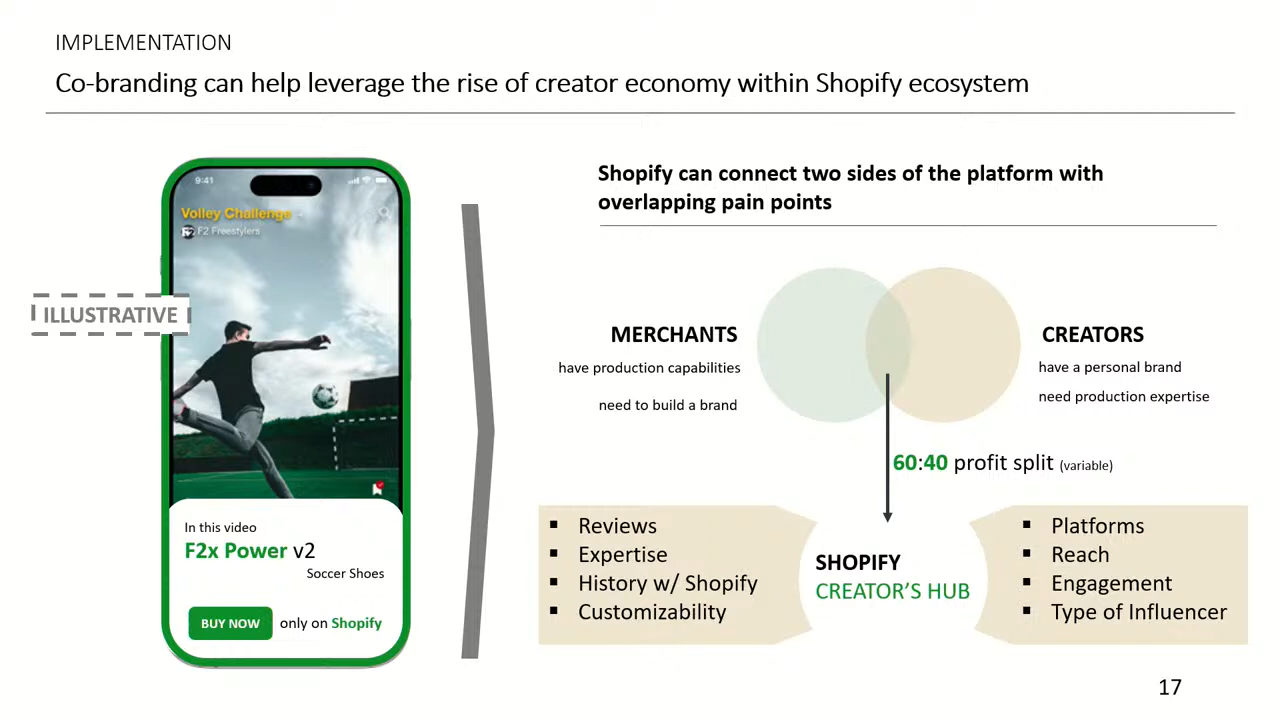 IMPLEMENTATION
Co-branding can help leverage the rise of creator economy within Shopify ecosystem
9:41
Volley Challenge
F2 Freestylers
ILLUSTRATIVE
In this video
F2x Power v2
Soccer Shoes
BUY NOW only on Shopify
Shopify can connect two sides of the platform with
overlapping pain points
MERCHANTS
have production capabilities
need to build a brand
CREATORS
have a personal brand
need production expertise
60:40 profit split (variable)
▪ Reviews
▪ Expertise
▪ History w/ Shopify
▪ Customizability
SHOPIFY
CREATOR'S HUB
▪ Platforms
▪ Reach
▪ Engagement
▪ Type of Influencer
17